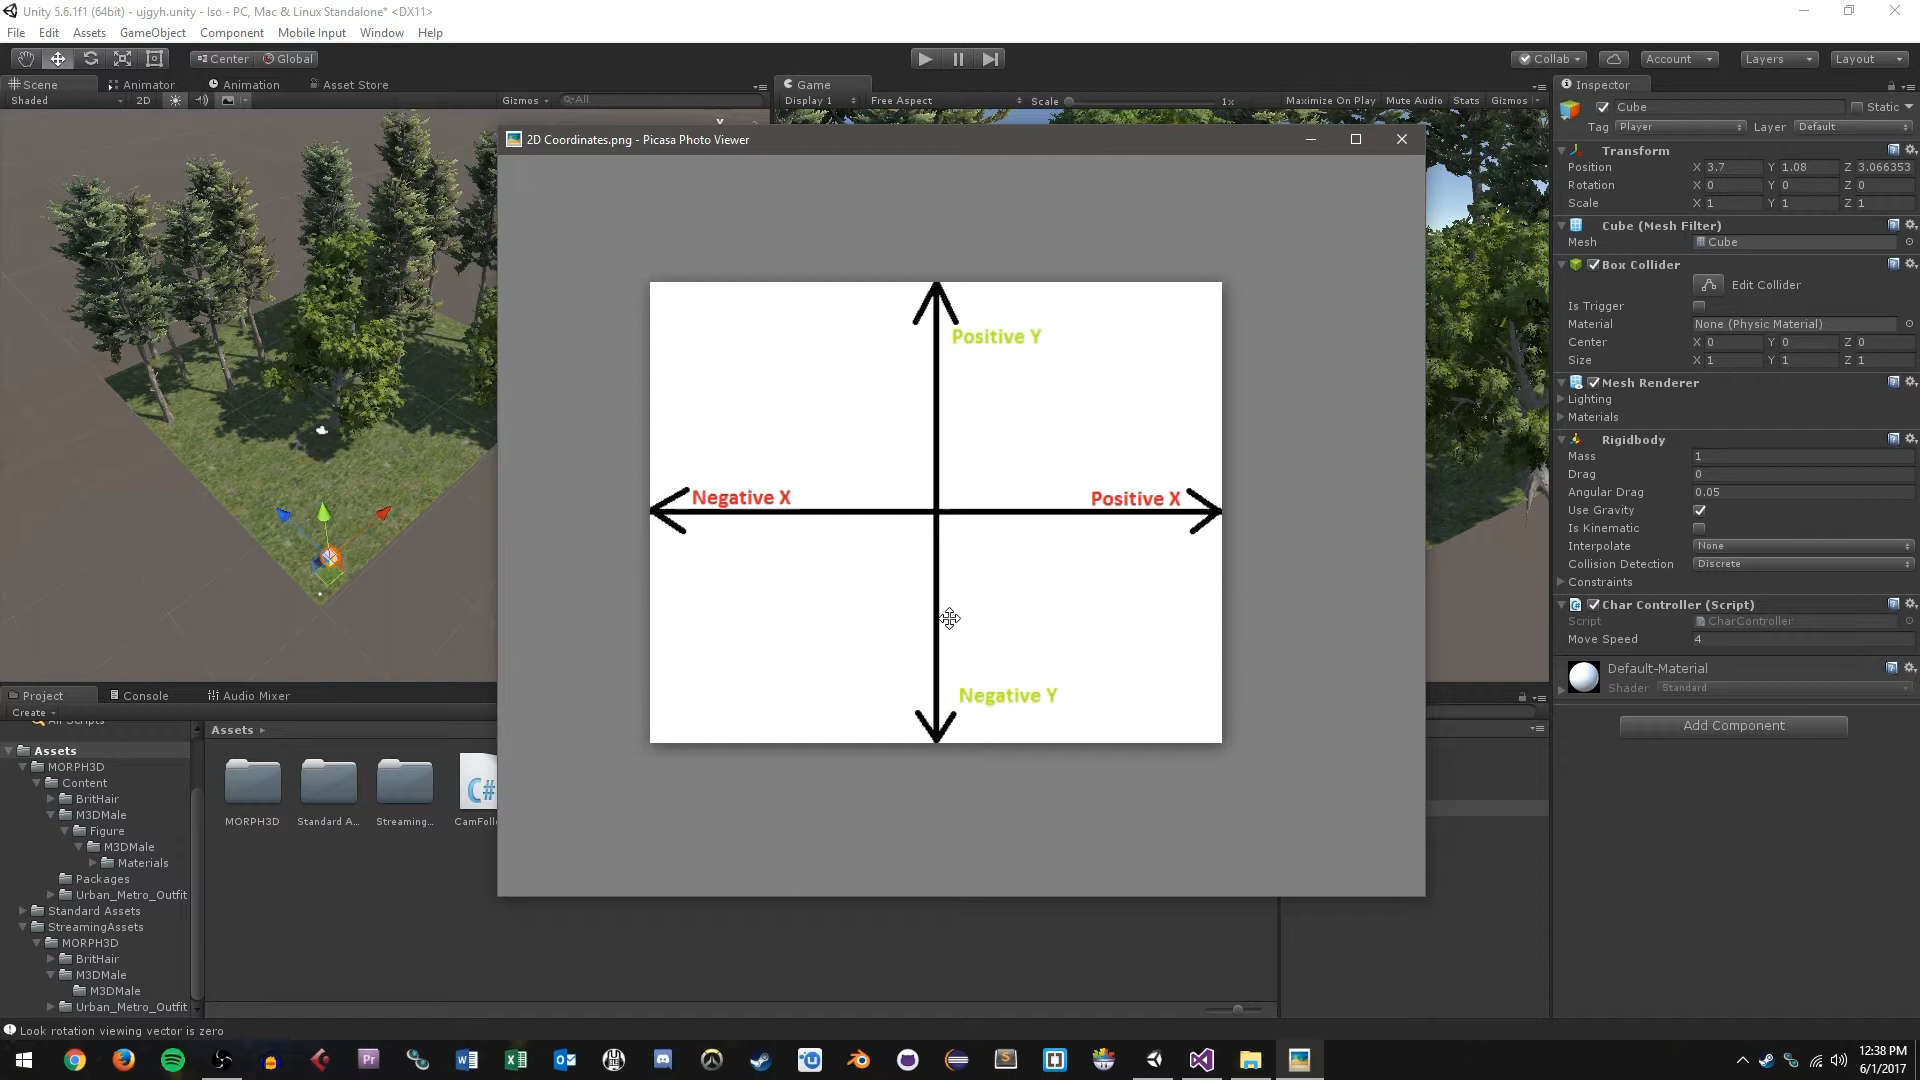 Unity 5.6.1f1 (64bit) - ujgyh.unity - Iso - PC, Mac & Linux Standalone* <DX11>
File Edit Assets GameObject Component Mobile Input Window Help
Center Global
Collab Account Layers Layout
Scene Animator Animation Asset Store
Game
Inspector
Shaded 2D Gizmos All
Display 1 Free Aspect Scale 1x Maximize On Play Mute Audio Stats Gizmos
Cube Static
Tag Player Layer Default
2D Coordinates.png - Picasa Photo Viewer
Transform
Position X 3.7 Y 1.08 Z 3.066353
Rotation X 0 Y 0 Z 0
Scale X 1 Y 1 Z 1
Cube (Mesh Filter)
Mesh Cube
Box Collider
Edit Collider
Is Trigger
Material None (Physic Material)
Center X 0 Y 0 Z 0
Size X 1 Y 1 Z 1
Mesh Renderer
Lighting
Materials
Rigidbody
Mass 1
Drag 0
Angular Drag 0.05
Use Gravity
Is Kinematic
Interpolate None
Collision Detection Discrete
Constraints
Char Controller (Script)
Script CharController
Move Speed 4
Default-Material
Shader Standard
Add Component
Positive Y
Negative X
Positive X
Negative Y
Project Console Audio Mixer
Create
All Scripts
Assets
MORPH3D
Content
BritHair
M3DMale
Figure
M3DMale
Materials
Packages
Urban_Metro_Outfit
Standard Assets
StreamingAssets
MORPH3D
BritHair
M3DMale
M3DMale
Urban_Metro_Outfit
Assets
MORPH3D Standard A... Streaming... CamFoll
C#
Look rotation viewing vector is zero
12:38 PM
6/1/2017